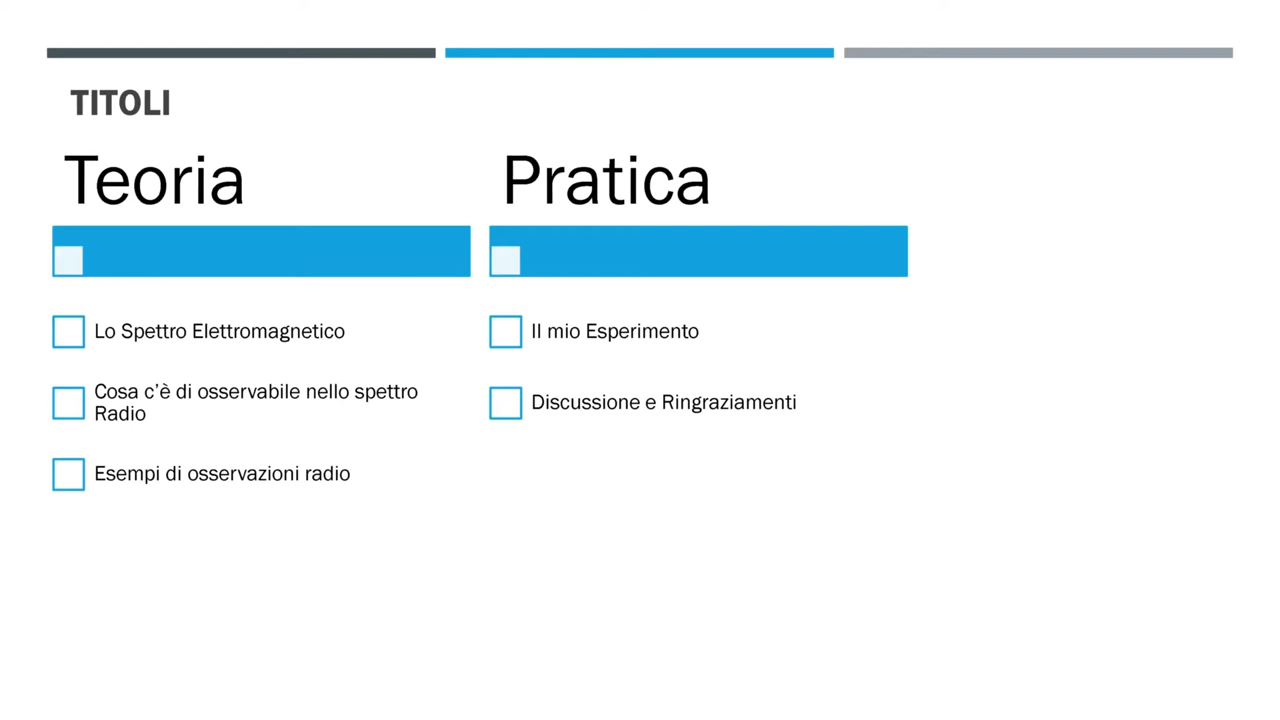 TITOLI
Teoria
Lo Spettro Elettromagnetico
Cosa c’è di osservabile nello spettro
Radio
Esempi di osservazioni radio
Pratica
Il mio Esperimento
Discussione e Ringraziamenti